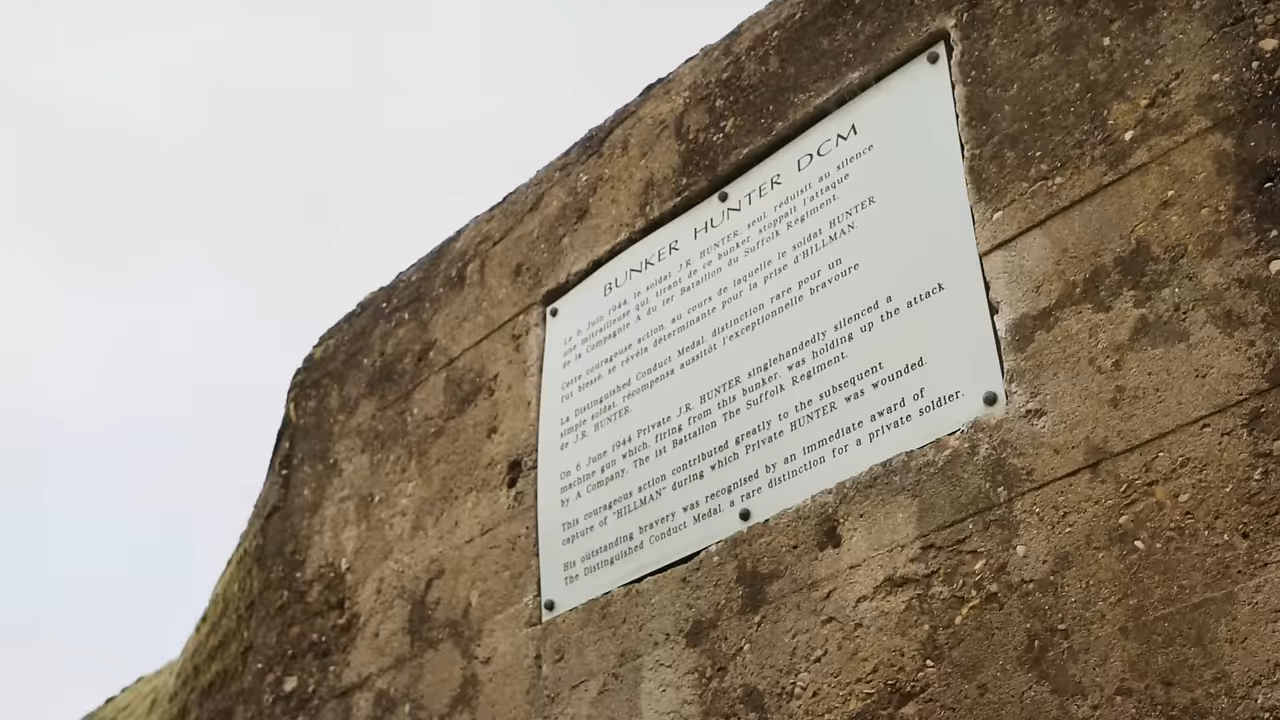 BUNKER HUNTER DCM
Le 6 Juin 1944, le soldat J.R. HUNTER, seul, réduisit au silence
une mitrailleuse qui, tirant de ce bunker, stoppait l'attaque
de la Compagnie A du 1er Bataillon du Suffolk Régiment.
Cette courageuse action, au cours de laquelle le soldat HUNTER
fut blessé, se révéla déterminante pour la prise d'HILLMAN.
La Distinguished Conduct Medal, distinction rare pour un
simple soldat, récompensa aussitôt l'exceptionnelle bravoure
de J.R. HUNTER.
On 6 June 1944 Private J.R. HUNTER singlehandedly silenced a
machine gun which, firing from this bunker, was holding up the attack
by A Company, The 1st Battalion The Suffolk Regiment.
This courageous action contributed greatly to the subsequent
capture of "HILLMAN" during which Private HUNTER was wounded.
His outstanding bravery was recognised by an immediate award of
The Distinguished Conduct Medal, a rare distinction for a private soldier.